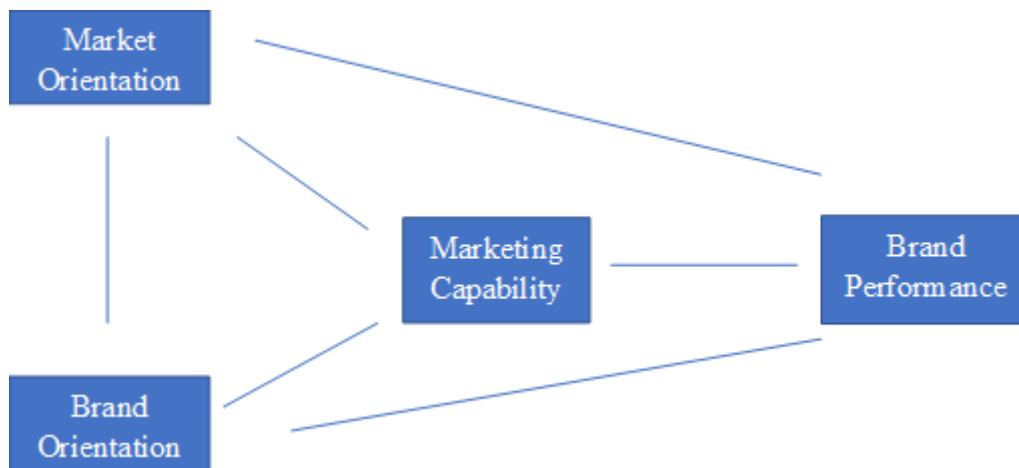 Market
Orientation
Marketing
Capability
Brand
Performance
Brand
Orientation